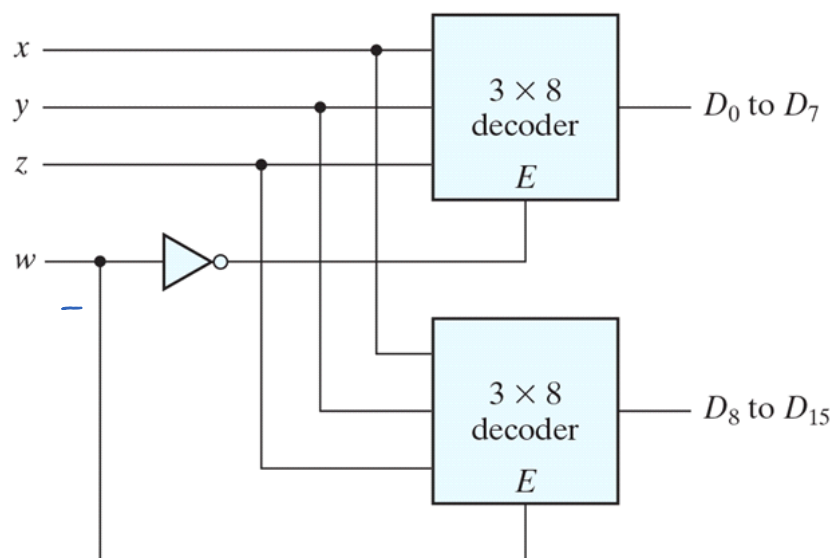 x
y
z
w
3 × 8
decoder
E
D₀ to D₇
3 × 8
decoder
E
D₈ to D₁₅